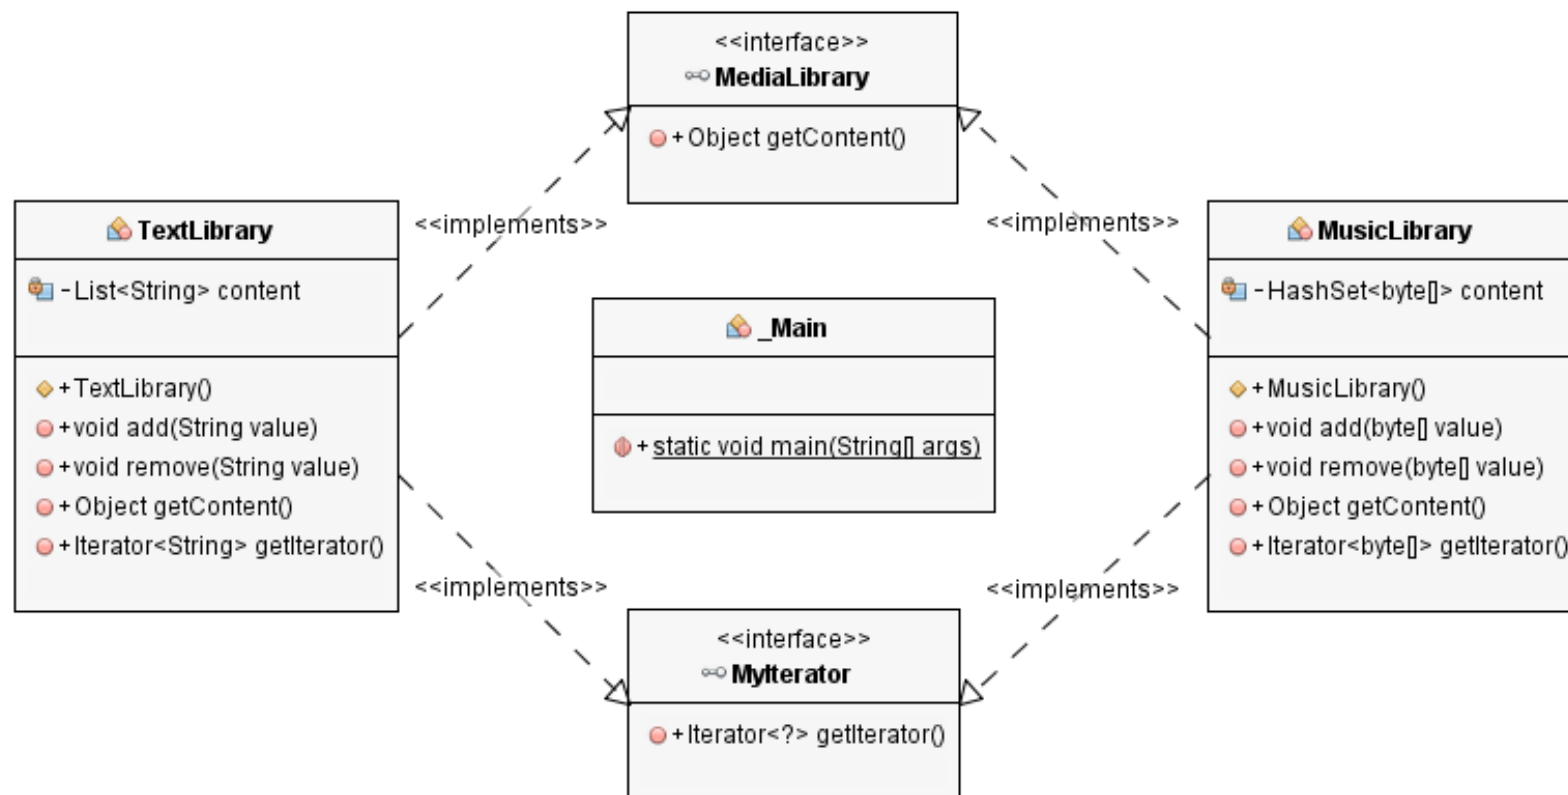 <<interface>>
MediaLibrary
+Object getContent()
TextLibrary
-List<String> content
+TextLibrary()
+void add(String value)
+void remove(String value)
+Object getContent()
+Iterator<String> getIterator()
<<implements>>
<<implements>>
_Main
+static void main(String[] args)
<<implements>>
<<implements>>
MusicLibrary
-HashSet<byte[]> content
+MusicLibrary()
+void add(byte[] value)
+void remove(byte[] value)
+Object getContent()
+Iterator<byte[]> getIterator()
<<interface>>
MyIterator
+Iterator<?> getIterator()